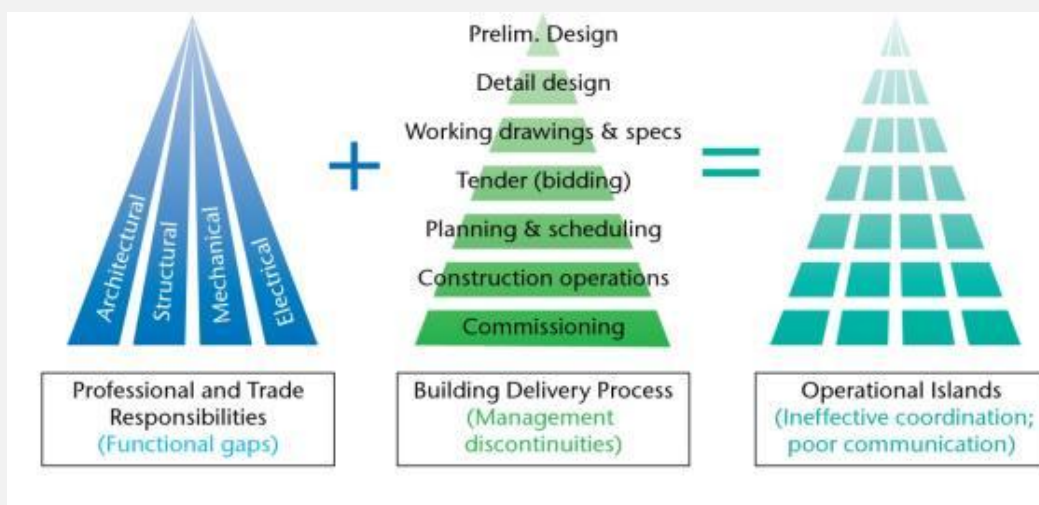 Architectural
Structural
Mechanical
Electrical
+
Prelim. Design
Detail design
Working drawings & specs
Tender (bidding)
Planning & scheduling
Construction operations
Commissioning
=
Professional and Trade
Responsibilities
(Functional gaps)
Building Delivery Process
(Management
discontinuities)
Operational Islands
(Ineffective coordination;
poor communication)